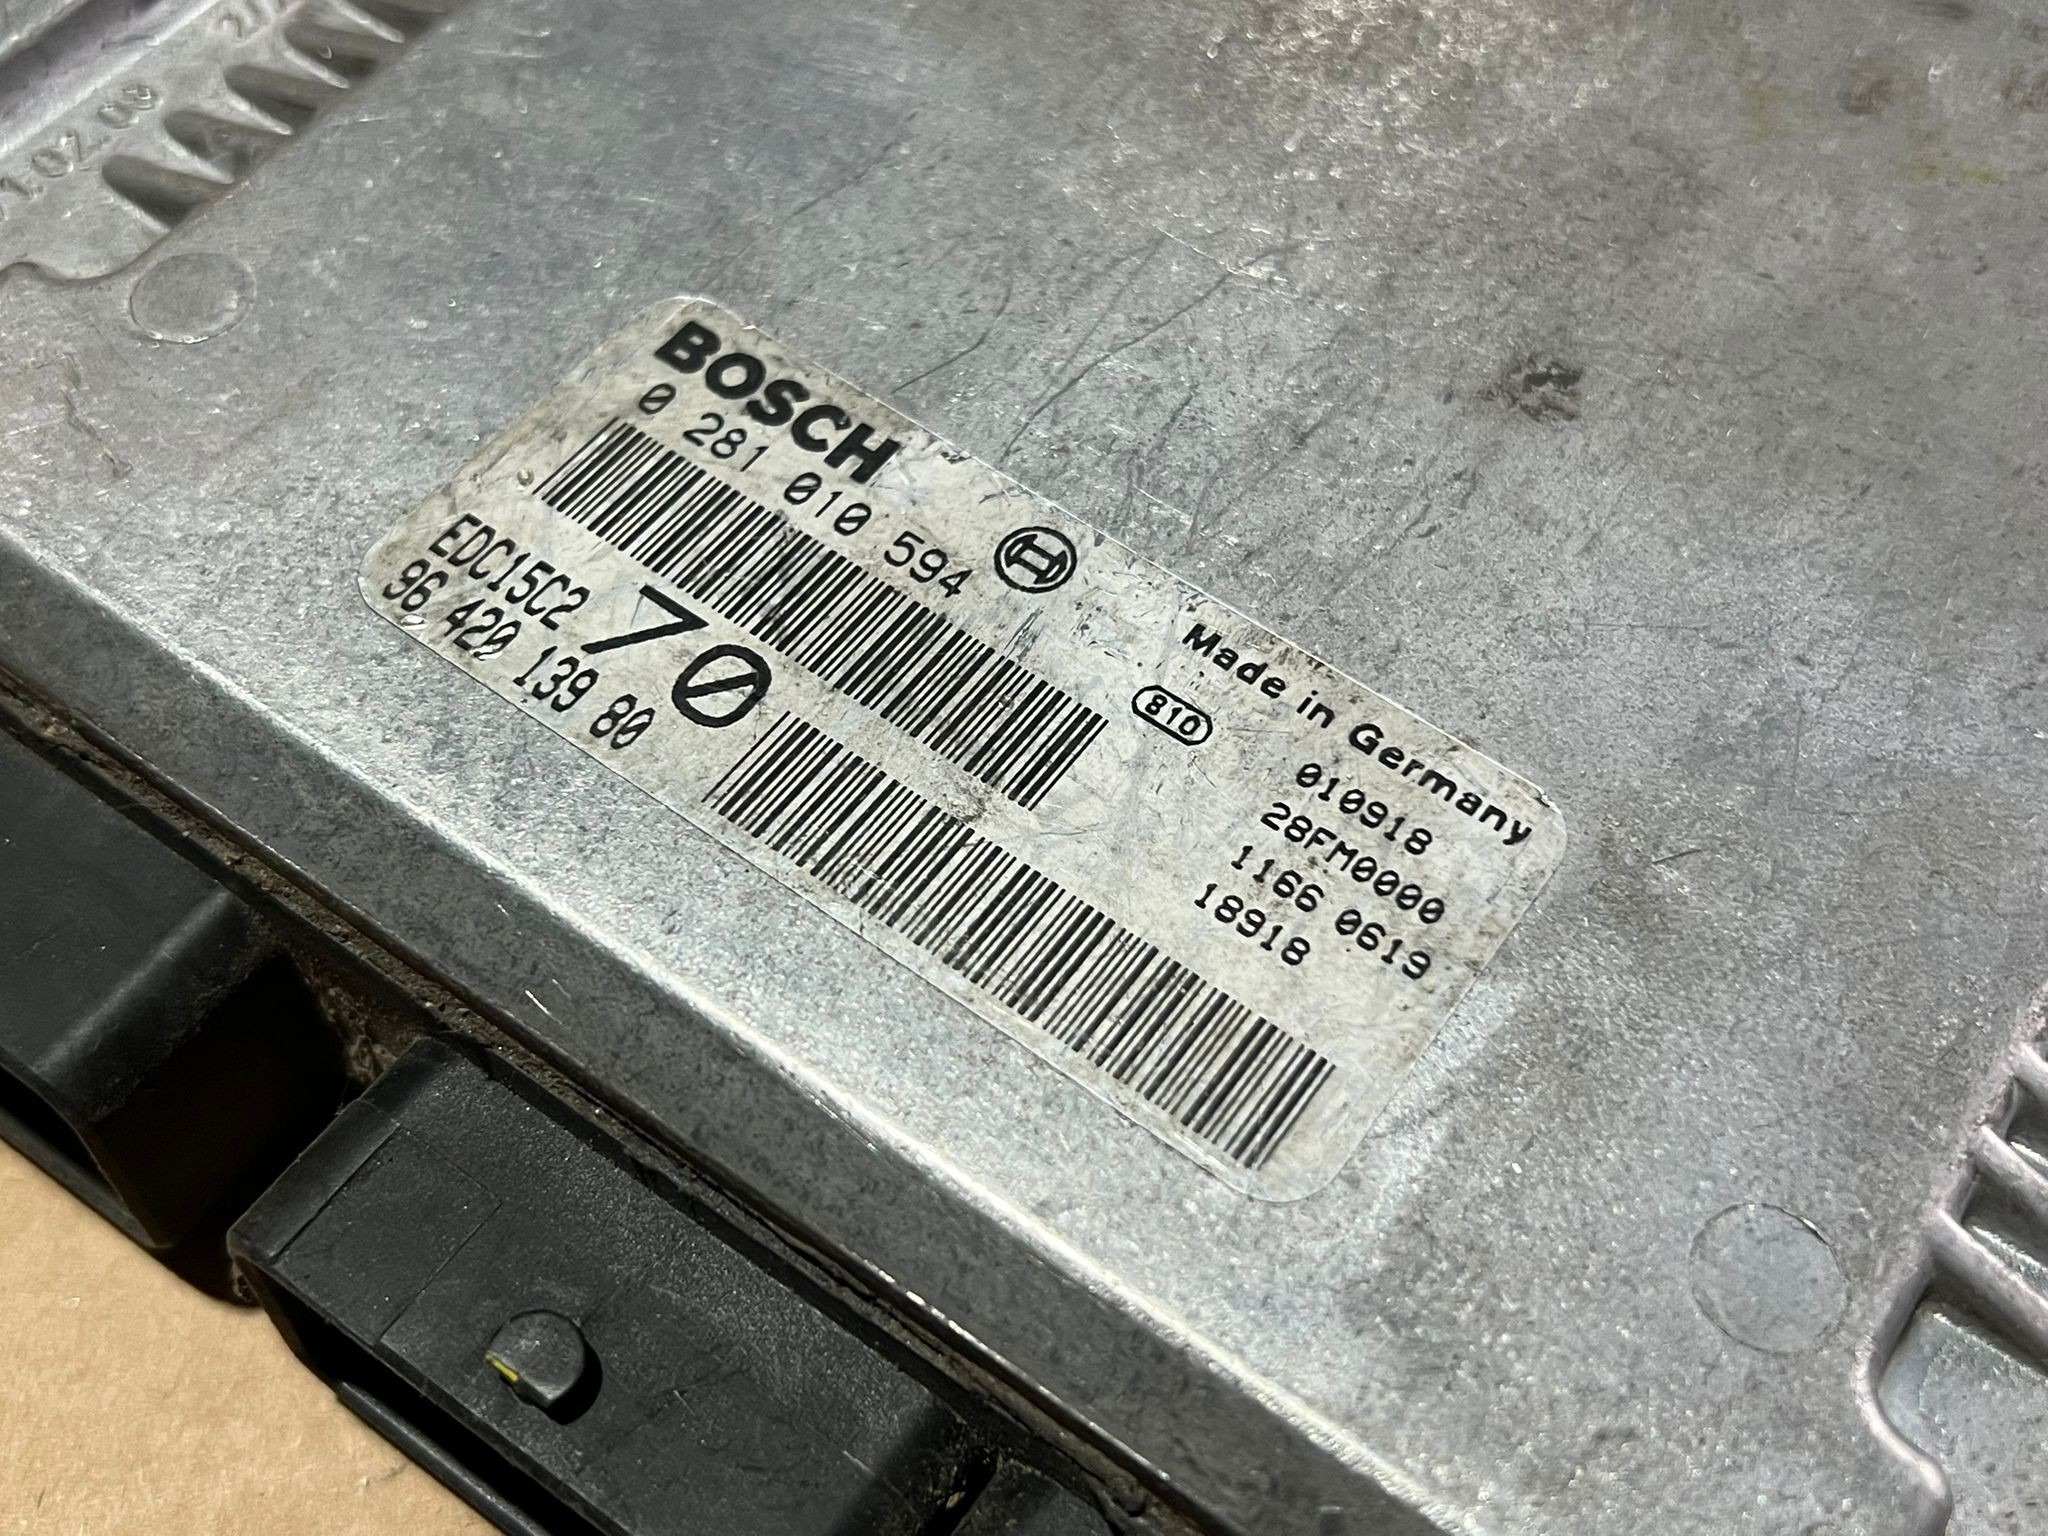 BOSCH
0 281 010 594
Made in Germany
810
EDC15C2
96 420 139 80
70
010918
28FM0000
1166 0619
18918